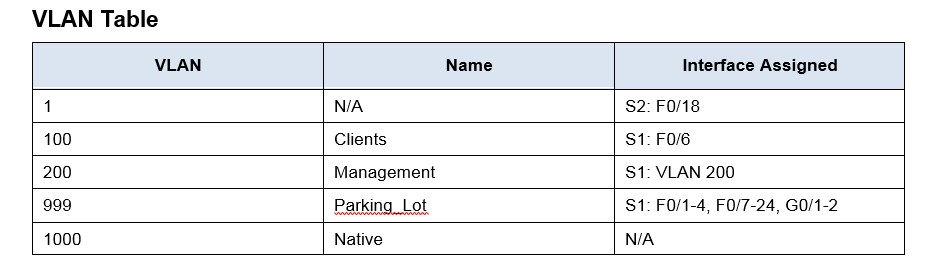 VLAN Table
VLAN Name Interface Assigned
1 N/A S2: F0/18
100 Clients S1: F0/6
200 Management S1: VLAN 200
999 Parking_Lot S1: F0/1-4, F0/7-24, G0/1-2
1000 Native N/A